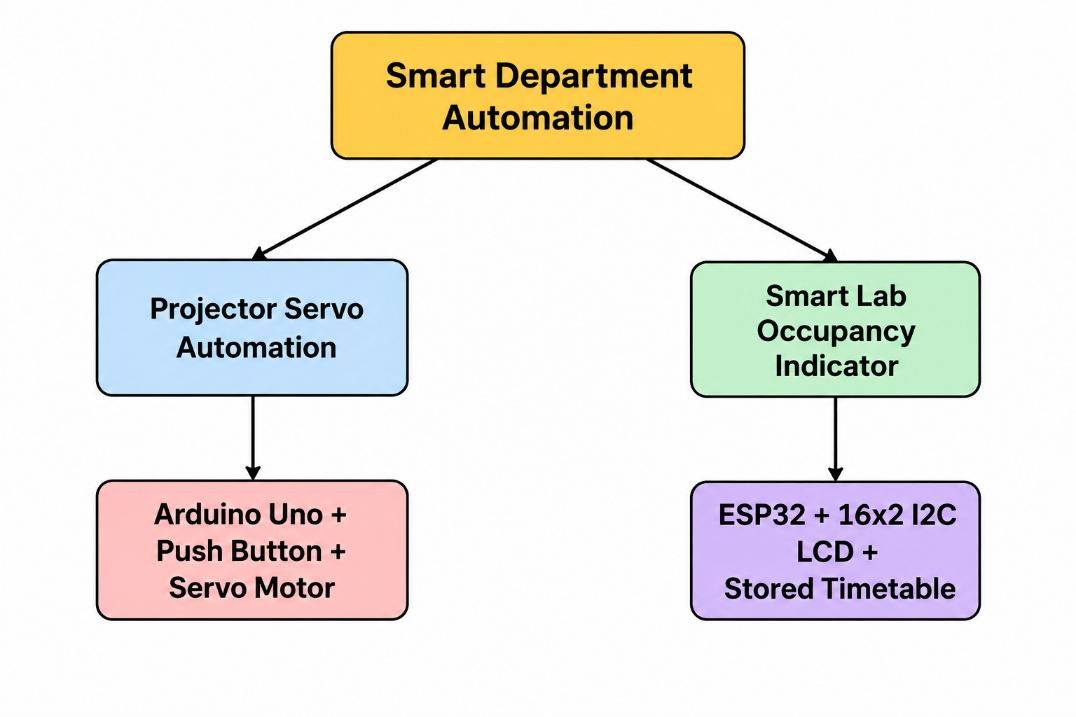 Smart Department
Automation
Projector Servo
Automation
Smart Lab
Occupancy
Indicator
Arduino Uno +
Push Button +
Servo Motor
ESP32 + 16x2 I2C
LCD +
Stored Timetable